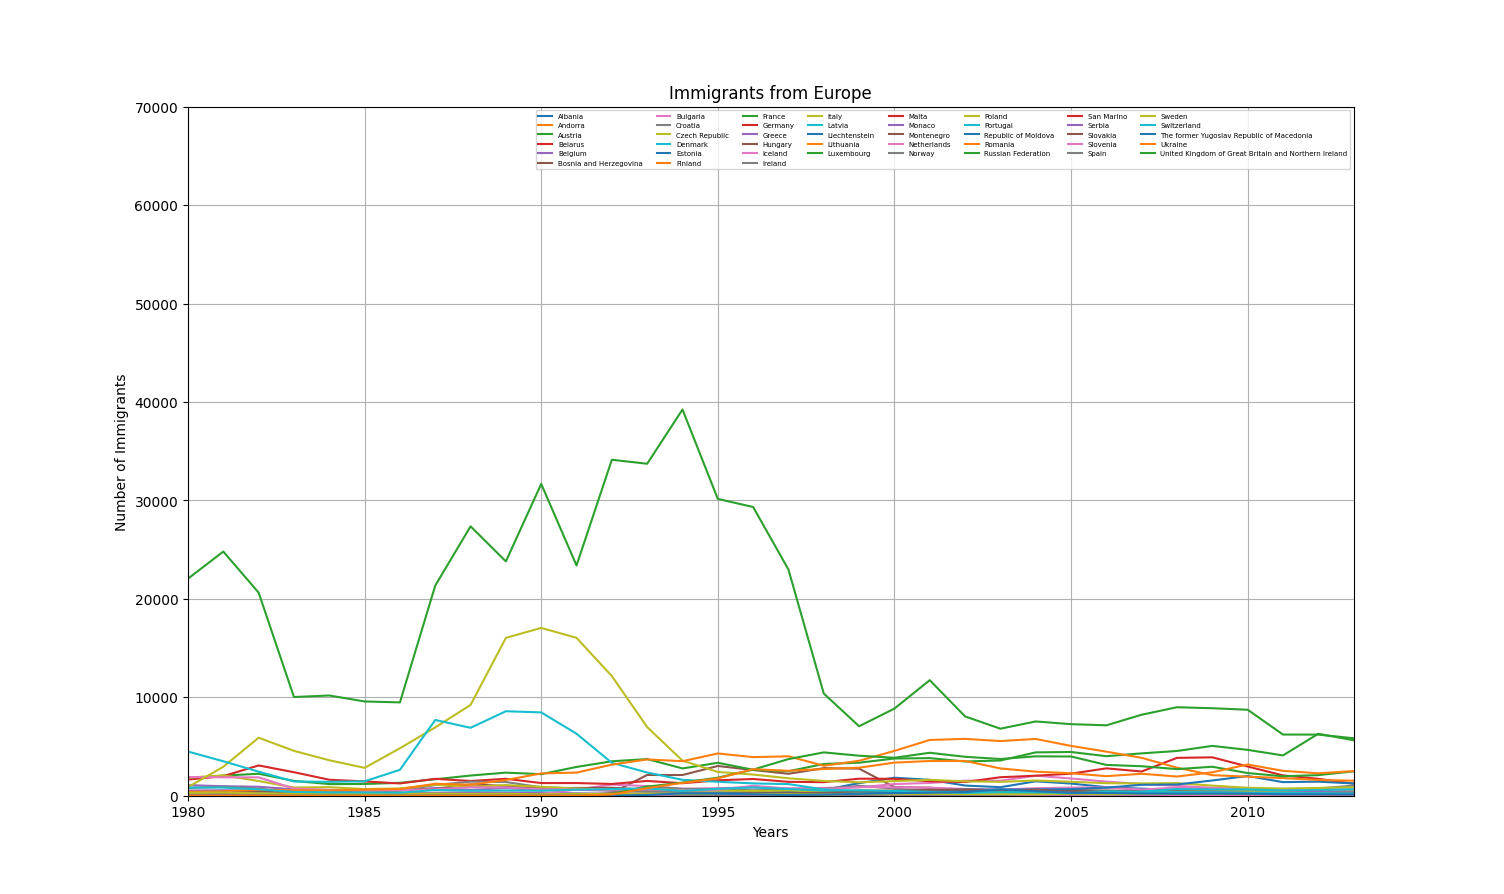 Immigrants from Europe
Number of Immigrants
70000
60000
50000
40000
30000
20000
10000
0
Albania
Andorra
Austria
Belarus
Belgium
Bosnia and Herzegovina
Bulgaria
Croatia
Czech Republic
Denmark
Estonia
Finland
France
Germany
Greece
Hungary
Iceland
Ireland
Italy
Latvia
Liechtenstein
Lithuania
Luxembourg
Malta
Monaco
Montenegro
Netherlands
Norway
Poland
Portugal
Republic of Moldova
Romania
Russian Federation
San Marino
Serbia
Slovakia
Slovenia
Spain
Sweden
Switzerland
The former Yugoslav Republic of Macedonia
Ukraine
United Kingdom of Great Britain and Northern Ireland
1980 1985 1990 1995 2000 2005 2010
Years